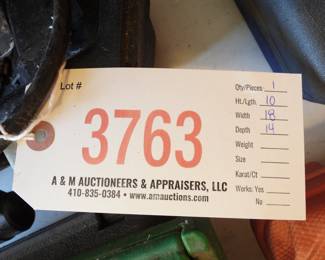 Lot #
3763
A & M AUCTIONEERS & APPRAISERS, LLC
410-835-0384 • www.amauctions.com
Qty/Pieces 1
Ht./Lgth. 10
Width 18
Depth 14
Weight
Size
Karat/Ct
Works: Yes
No